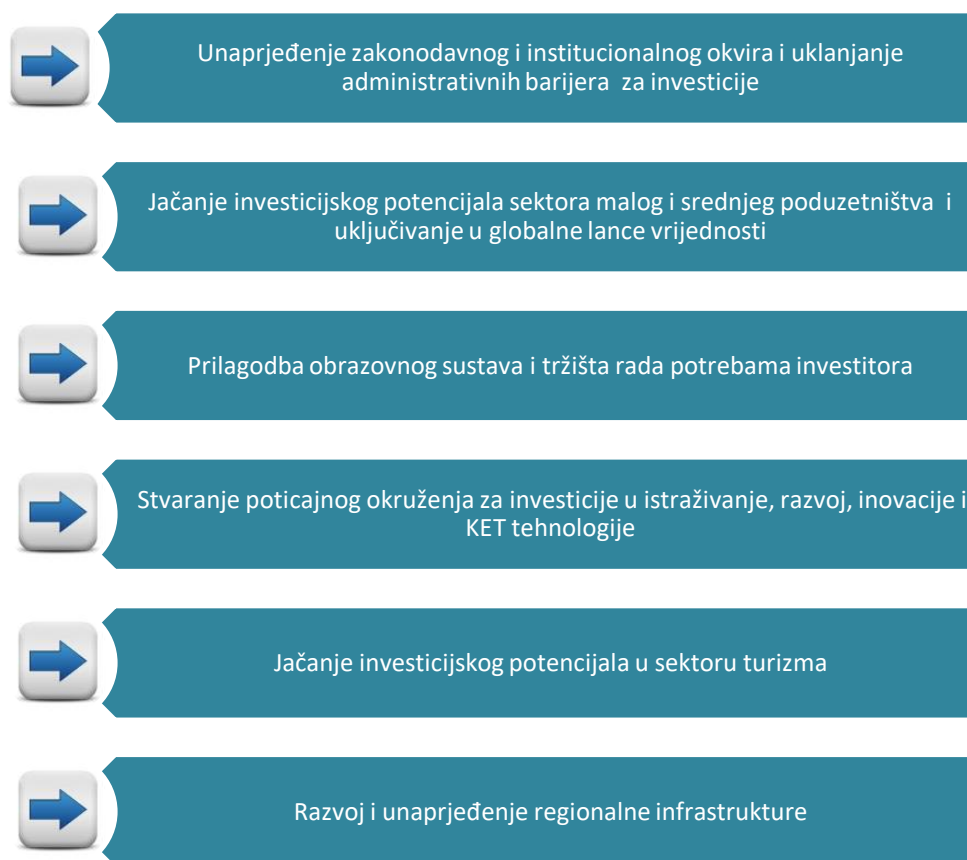 Unaprjeđenje zakonodavnog i institucionalnog okvira i uklanjanje
administrativnih barijera za investicije
Jačanje investicijskog potencijala sektora malog i srednjeg poduzetništva i
uključivanje u globalne lance vrijednosti
Prilagodba obrazovnog sustava i tržišta rada potrebama investitora
Stvaranje poticajnog okruženja za investicije u istraživanje, razvoj, inovacije i
KET tehnologije
Jačanje investicijskog potencijala u sektoru turizma
Razvoj i unaprjeđenje regionalne infrastrukture